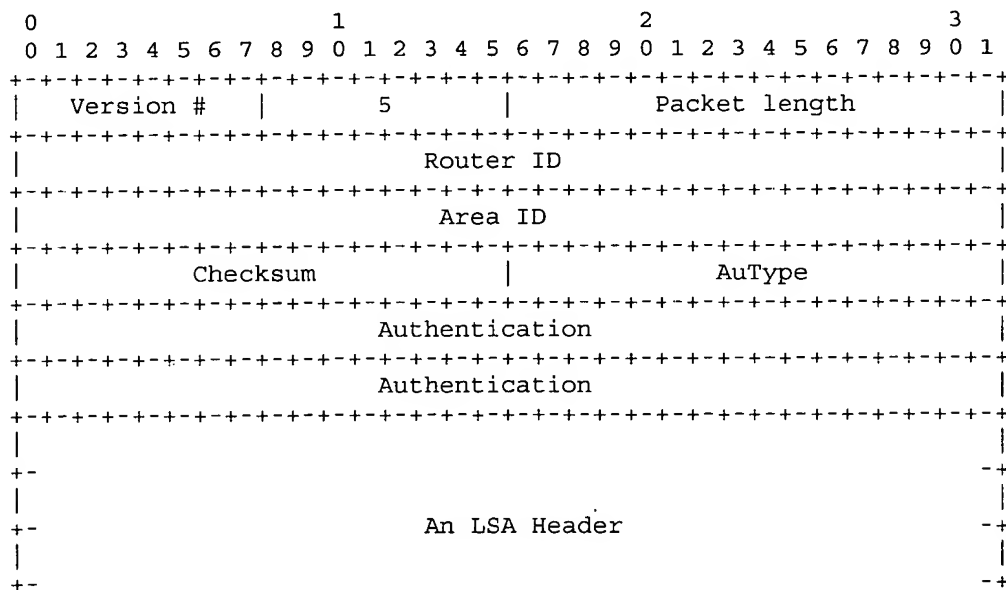 0                   1                   2                   3
0 1 2 3 4 5 6 7 8 9 0 1 2 3 4 5 6 7 8 9 0 1 2 3 4 5 6 7 8 9 0 1
+-+-+-+-+-+-+-+-+-+-+-+-+-+-+-+-+-+-+-+-+-+-+-+-+-+-+-+-+-+-+-+-+
|   Version #   |       5       |         Packet length         |
+-+-+-+-+-+-+-+-+-+-+-+-+-+-+-+-+-+-+-+-+-+-+-+-+-+-+-+-+-+-+-+-+
|                          Router ID                            |
+-+-+-+-+-+-+-+-+-+-+-+-+-+-+-+-+-+-+-+-+-+-+-+-+-+-+-+-+-+-+-+-+
|                           Area ID                             |
+-+-+-+-+-+-+-+-+-+-+-+-+-+-+-+-+-+-+-+-+-+-+-+-+-+-+-+-+-+-+-+-+
|           Checksum            |             AuType            |
+-+-+-+-+-+-+-+-+-+-+-+-+-+-+-+-+-+-+-+-+-+-+-+-+-+-+-+-+-+-+-+-+
|                       Authentication                          |
+-+-+-+-+-+-+-+-+-+-+-+-+-+-+-+-+-+-+-+-+-+-+-+-+-+-+-+-+-+-+-+-+
|                       Authentication                          |
+-+-+-+-+-+-+-+-+-+-+-+-+-+-+-+-+-+-+-+-+-+-+-+-+-+-+-+-+-+-+-+-+
|                                                               |
+-                                                             -+
|                                                               |
+-                         An LSA Header                       -+
|                                                               |
+-                                                             -+